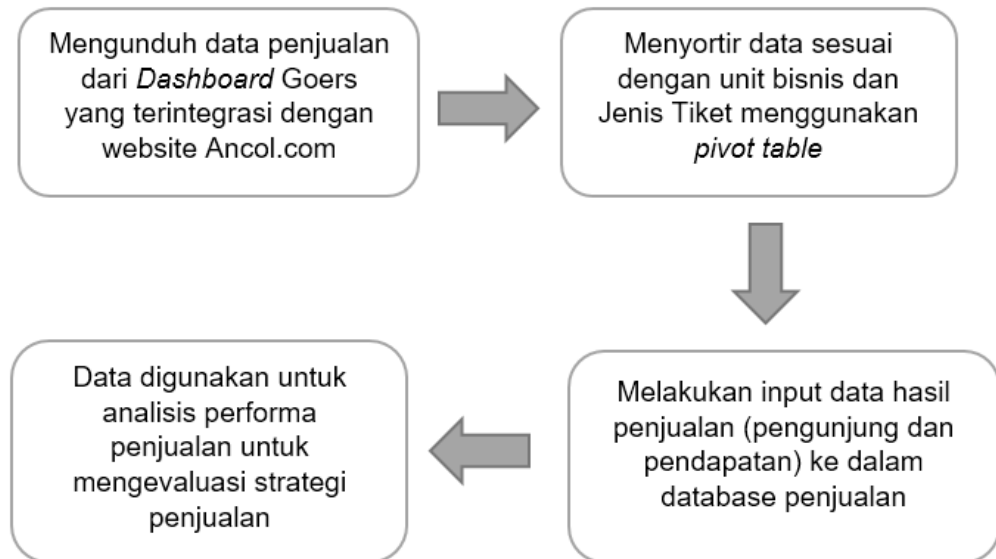 Mengunduh data penjualan
dari Dashboard Goers
yang terintegrasi dengan
website Ancol.com
Menyortir data sesuai
dengan unit bisnis dan
Jenis Tiket menggunakan
pivot table
Melakukan input data hasil
penjualan (pengunjung dan
pendapatan) ke dalam
database penjualan
Data digunakan untuk
analisis performa
penjualan untuk
mengevaluasi strategi
penjualan